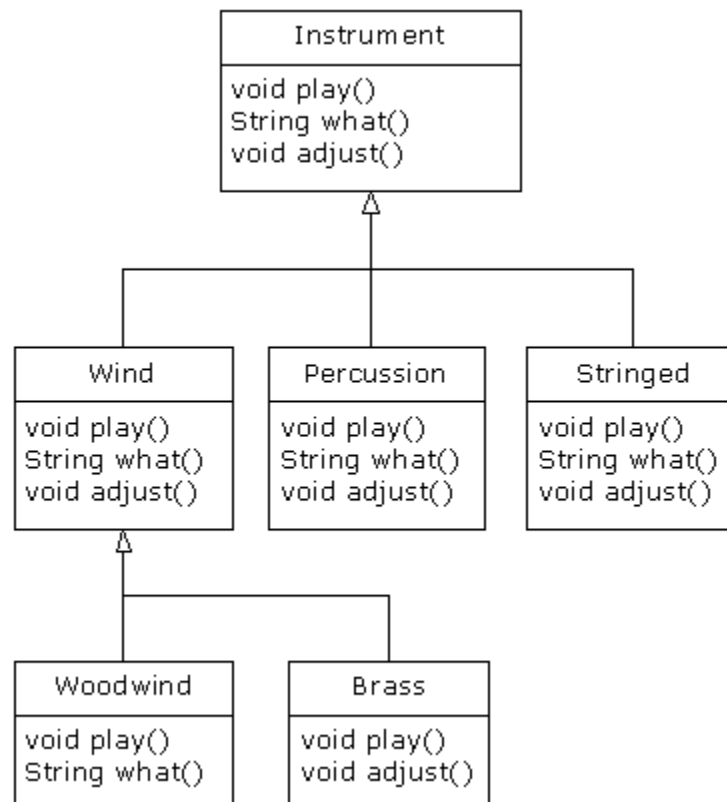 Instrument
void play()
String what()
void adjust()
Wind
void play()
String what()
void adjust()
Percussion
void play()
String what()
void adjust()
Stringed
void play()
String what()
void adjust()
Woodwind
void play()
String what()
Brass
void play()
void adjust()